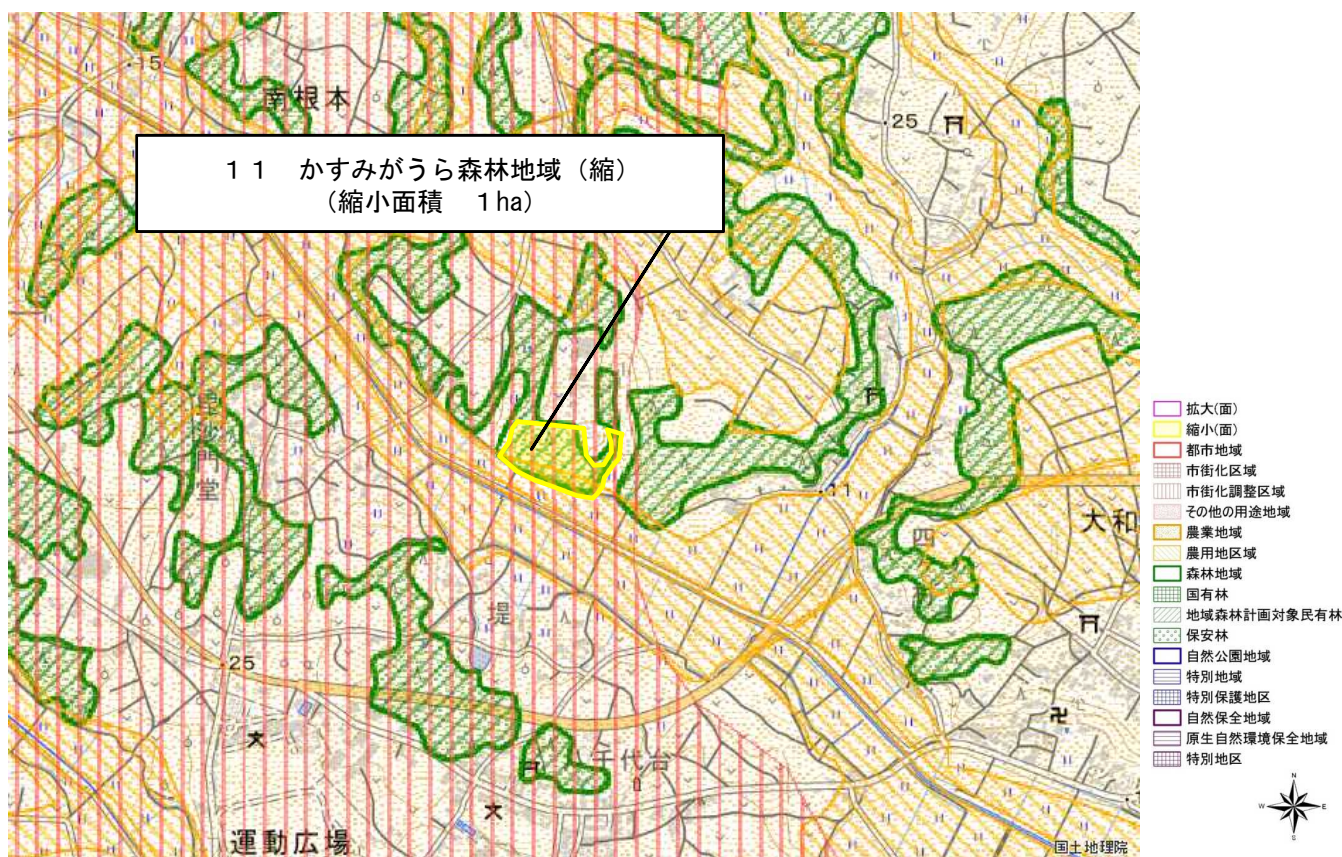 ・15
南根本
・25
１１　かすみがうら森林地域（縮）
（縮小面積　１ha）
毘沙門堂
・11
四
大和
堤
・25
千代台
運動広場
国土地理院
拡大(面)
縮小(面)
都市地域
市街化区域
市街化調整区域
その他の用途地域
農業地域
農用地区域
森林地域
国有林
地域森林計画対象民有林
保安林
自然公園地域
特別地域
特別保護地区
自然保全地域
原生自然環境保全地域
特別地区
N
W
E
S